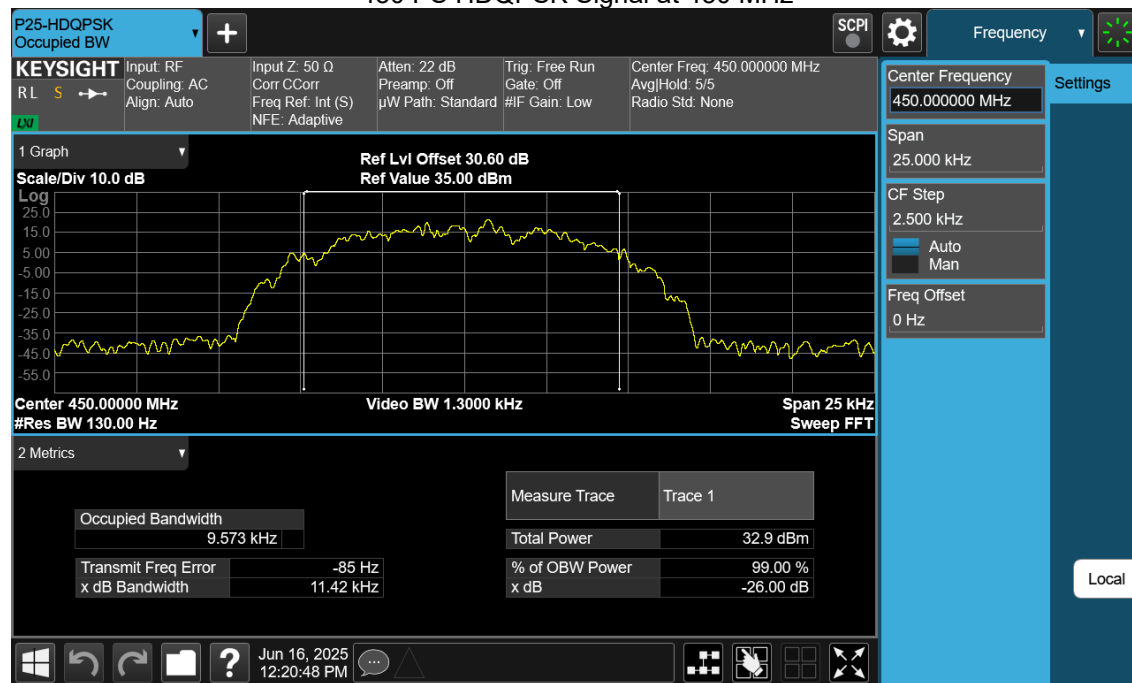 P25-HDQPSK
Occupied BW
+
SCPI
Frequency
KEYSIGHT
RL S
LXI
Input: RF
Coupling: AC
Align: Auto
Input Z: 50 Ω
Corr CCorr
Freq Ref: Int (S)
NFE: Adaptive
Atten: 22 dB
Preamp: Off
µW Path: Standard
Trig: Free Run
Gate: Off
#IF Gain: Low
Center Freq: 450.000000 MHz
Avg|Hold: 5/5
Radio Std: None
Center Frequency
450.000000 MHz
Settings
Span
25.000 kHz
CF Step
2.500 kHz
Auto
Man
Freq Offset
0 Hz
Local
1 Graph
Scale/Div 10.0 dB
Ref Lvl Offset 30.60 dB
Ref Value 35.00 dBm
Log
25.0
15.0
5.00
-5.00
-15.0
-25.0
-35.0
-45.0
-55.0
Center 450.00000 MHz
Video BW 1.3000 kHz
Span 25 kHz
#Res BW 130.00 Hz
Sweep FFT
2 Metrics
Measure Trace Trace 1
Occupied Bandwidth
9.573 kHz
Total Power 32.9 dBm
Transmit Freq Error -85 Hz
% of OBW Power 99.00 %
x dB Bandwidth 11.42 kHz
x dB -26.00 dB
?
Jun 16, 2025
12:20:48 PM